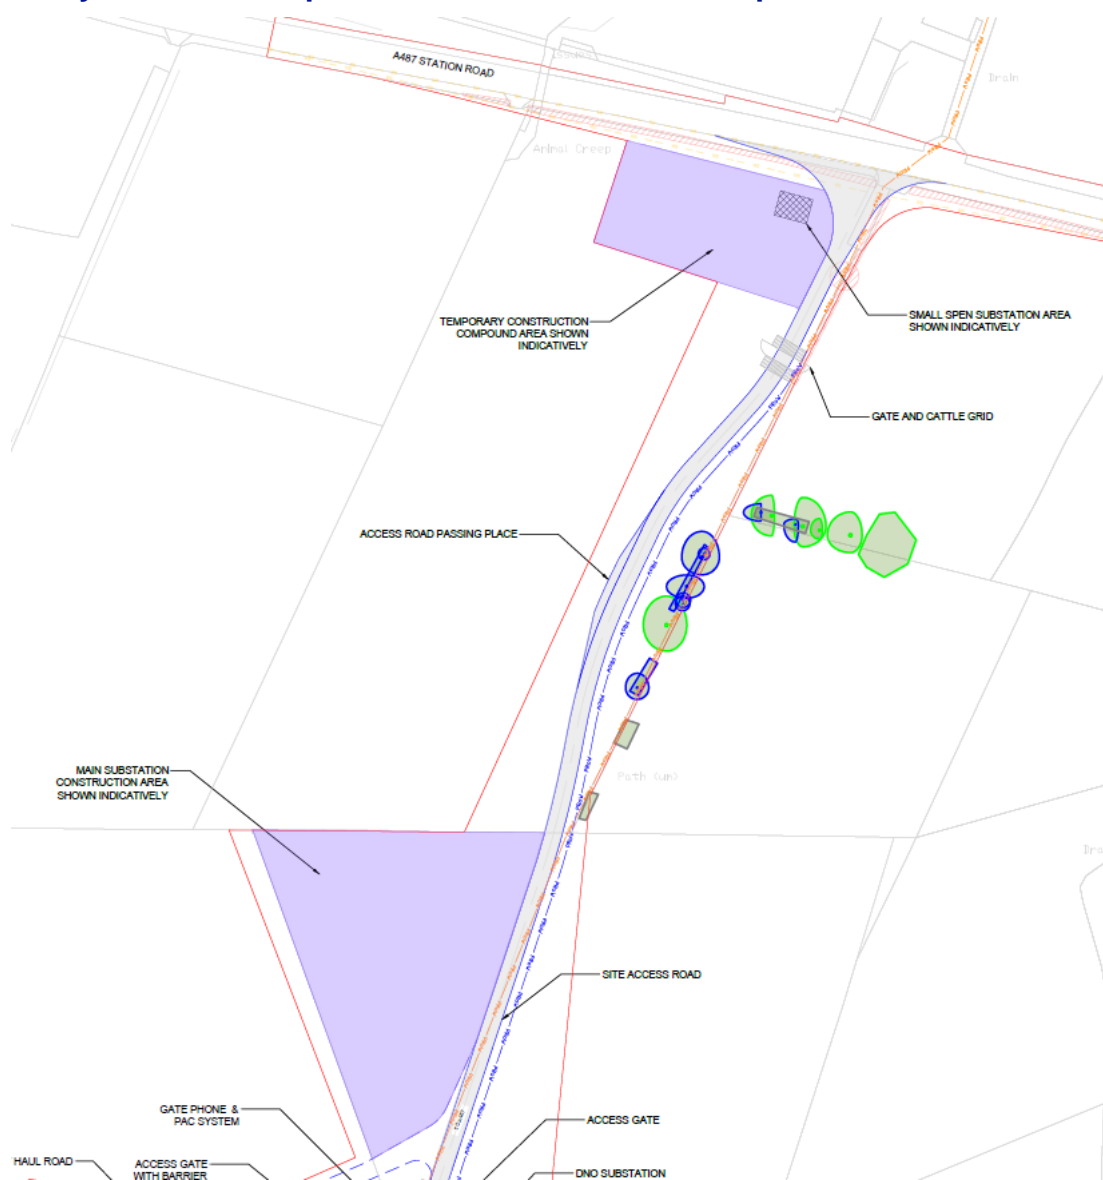 A487 STATION ROAD
Drain
Animal Creep
TEMPORARY CONSTRUCTION
COMPOUND AREA SHOWN
INDICATIVELY
SMALL SPEN SUBSTATION AREA
SHOWN INDICATIVELY
GATE AND CATTLE GRID
ACCESS ROAD PASSING PLACE
MAIN SUBSTATION
CONSTRUCTION AREA
SHOWN INDICATIVELY
Path (um)
SITE ACCESS ROAD
GATE PHONE &
PAC SYSTEM
ACCESS GATE
HAUL ROAD
ACCESS GATE
WITH BARRIER
DNO SUBSTATION